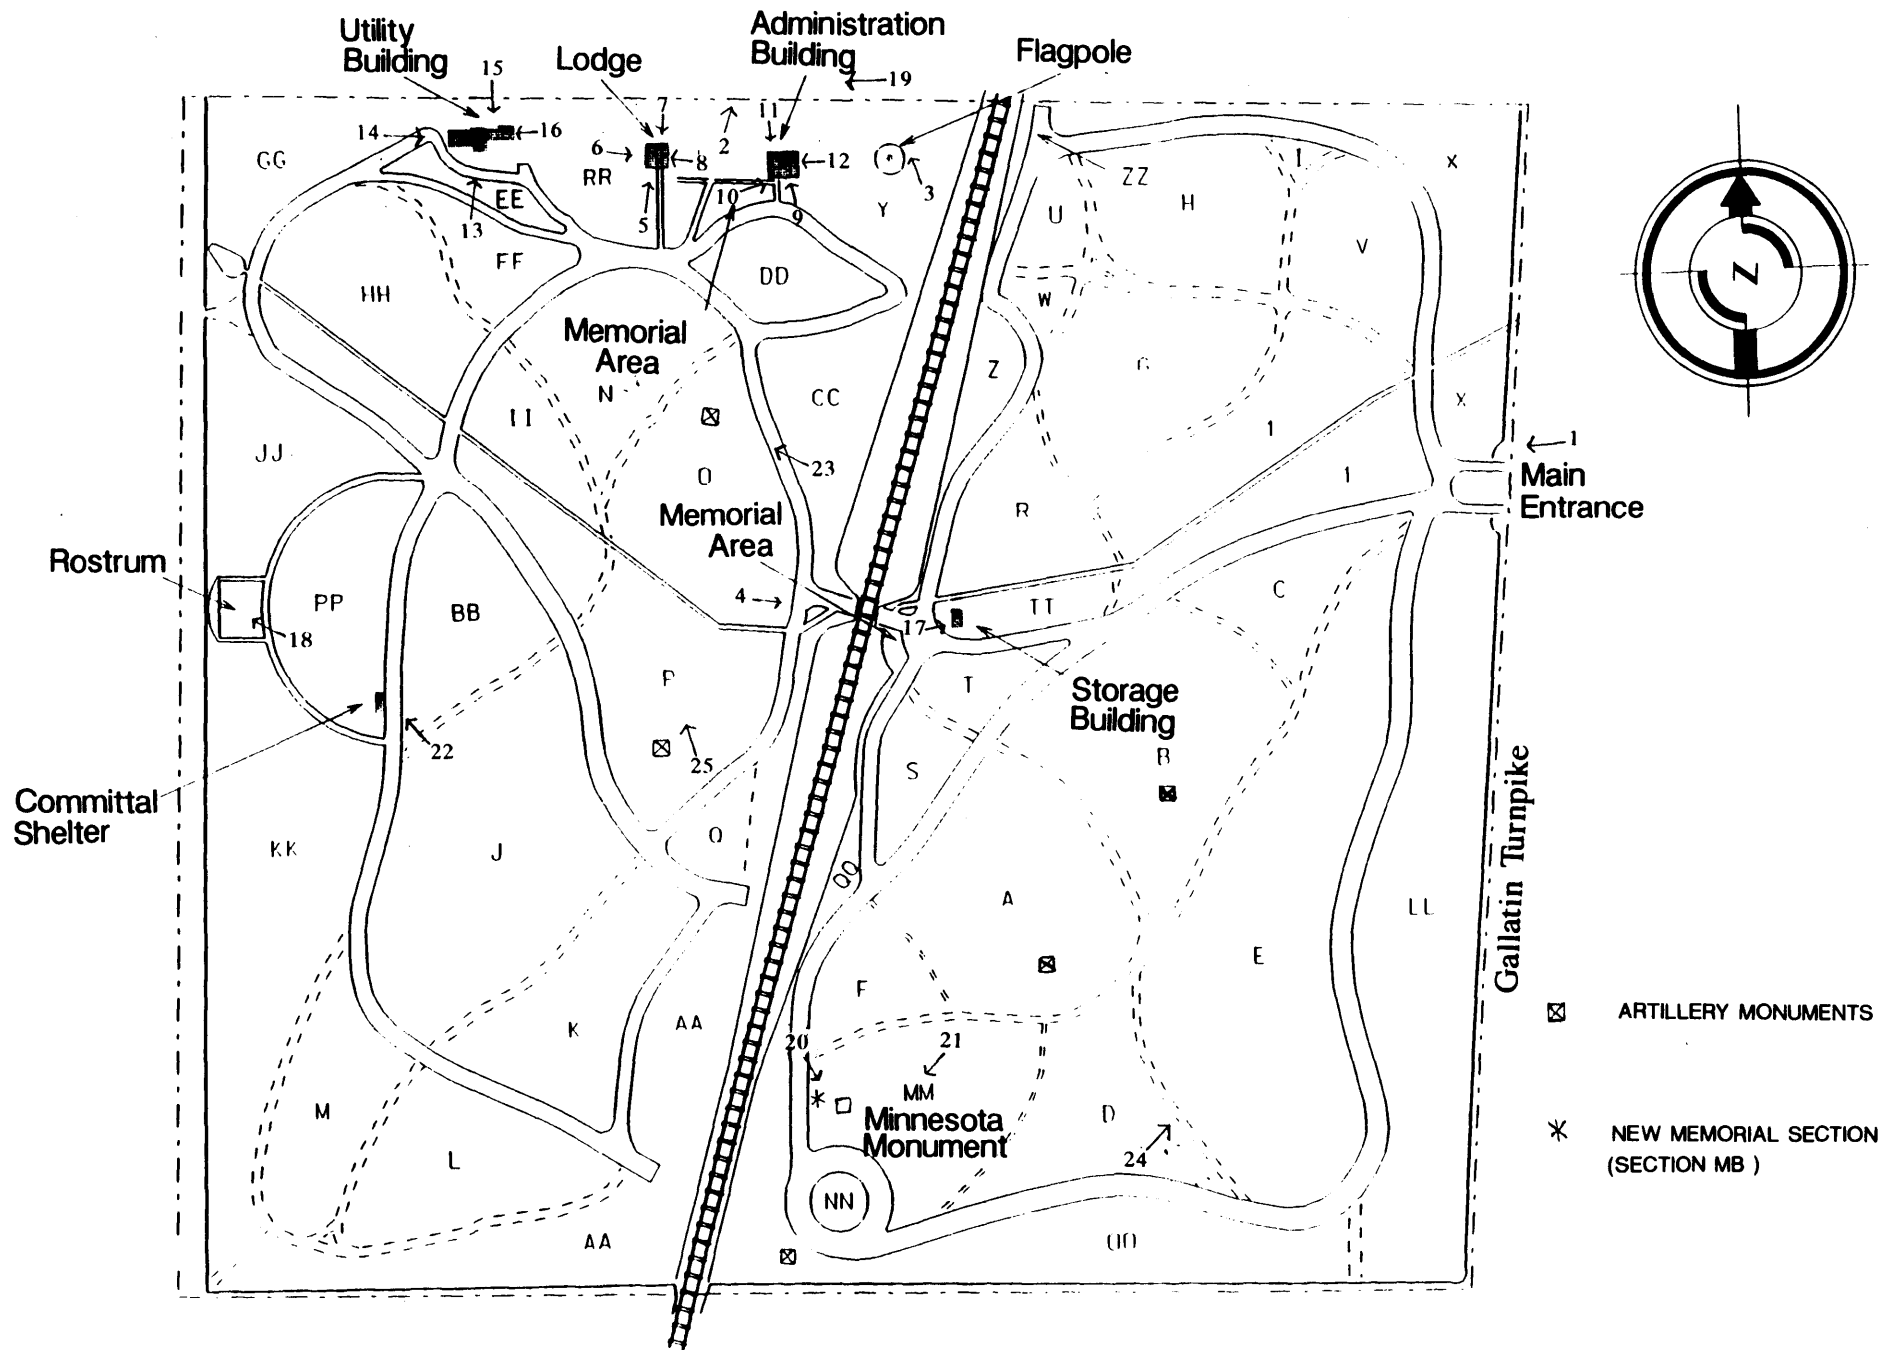 Utility
Building
Lodge
Administration
Building
Flagpole
15
19
14
16
7
11
GG
6
8
2
12
3
RR
ZZ
EE
10
9
Y
U
H
I
X
5
13
V
FF
DD
HH
W
Memorial
Area
Z
G
N
CC
X
II
O
JJ
23
1
1
1
Main
Entrance
Memorial
Area
R
Rostrum
4
PP
BB
17
TT
C
18
P
T
Storage
Building
22
25
S
B
Committal
Shelter
KK
J
Q
QQ
A
LL
Gallatin Turnpike
E
F
AA
K
20
21
MM
Minnesota
Monument
D
M
L
24
NN
AA
OO
N
ARTILLERY MONUMENTS
NEW MEMORIAL SECTION
(SECTION MB )